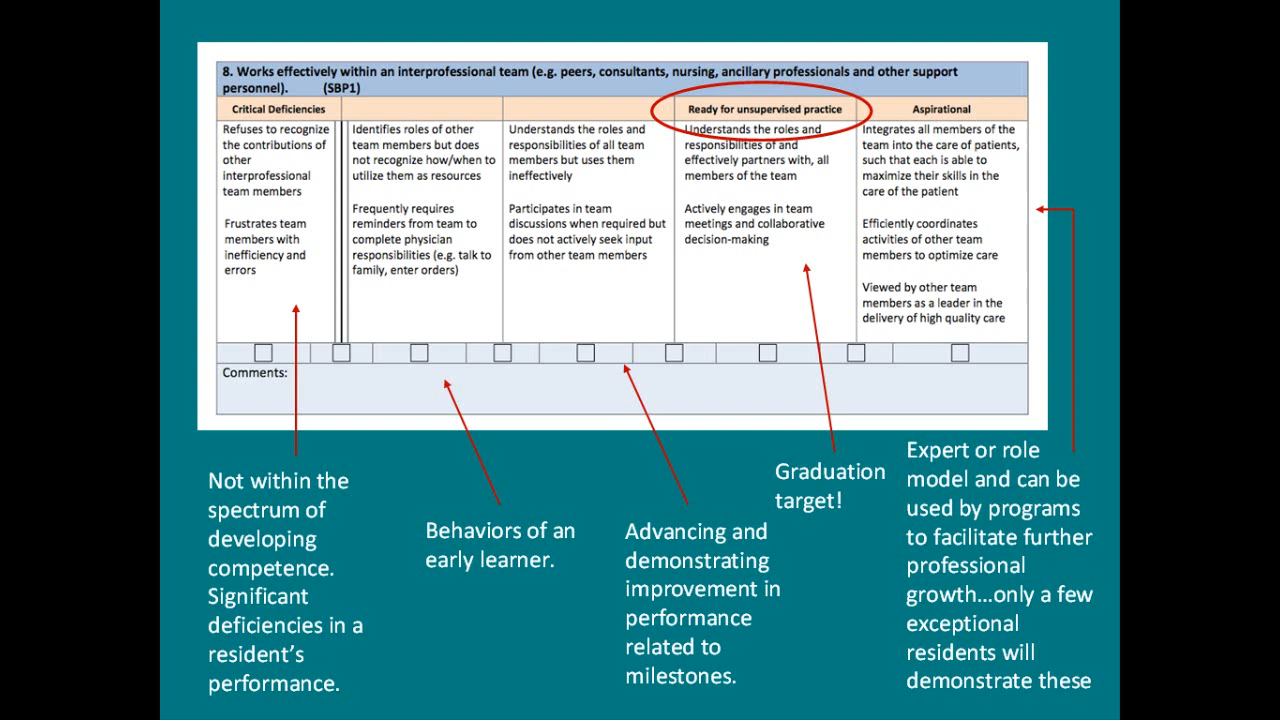 8. Works effectively within an interprofessional team (e.g. peers, consultants, nursing, ancillary professionals and other support
personnel). (SBP1)
Critical Deficiencies
Ready for unsupervised practice
Aspirational
Refuses to recognize
the contributions of
other
interprofessional
team members
Frustrates team
members with
inefficiency and
errors
Identifies roles of other
team members but does
not recognize how/when to
utilize them as resources
Frequently requires
reminders from team to
complete physician
responsibilities (e.g. talk to
family, enter orders)
Understands the roles and
responsibilities of all team
members but uses them
ineffectively
Participates in team
discussions when required but
does not actively seek input
from other team members
Understands the roles and
responsibilities of and
effectively partners with, all
members of the team
Actively engages in team
meetings and collaborative
decision-making
Integrates all members of the
team into the care of patients,
such that each is able to
maximize their skills in the
care of the patient
Efficiently coordinates
activities of other team
members to optimize care
Viewed by other team
members as a leader in the
delivery of high quality care
Comments:
Not within the
spectrum of
developing
competence.
Significant
deficiencies in a
resident's
performance.
Behaviors of an
early learner.
Advancing and
demonstrating
improvement in
performance
related to
milestones.
Graduation
target!
Expert or role
model and can be
used by programs
to facilitate further
professional
growth...only a few
exceptional
residents will
demonstrate these